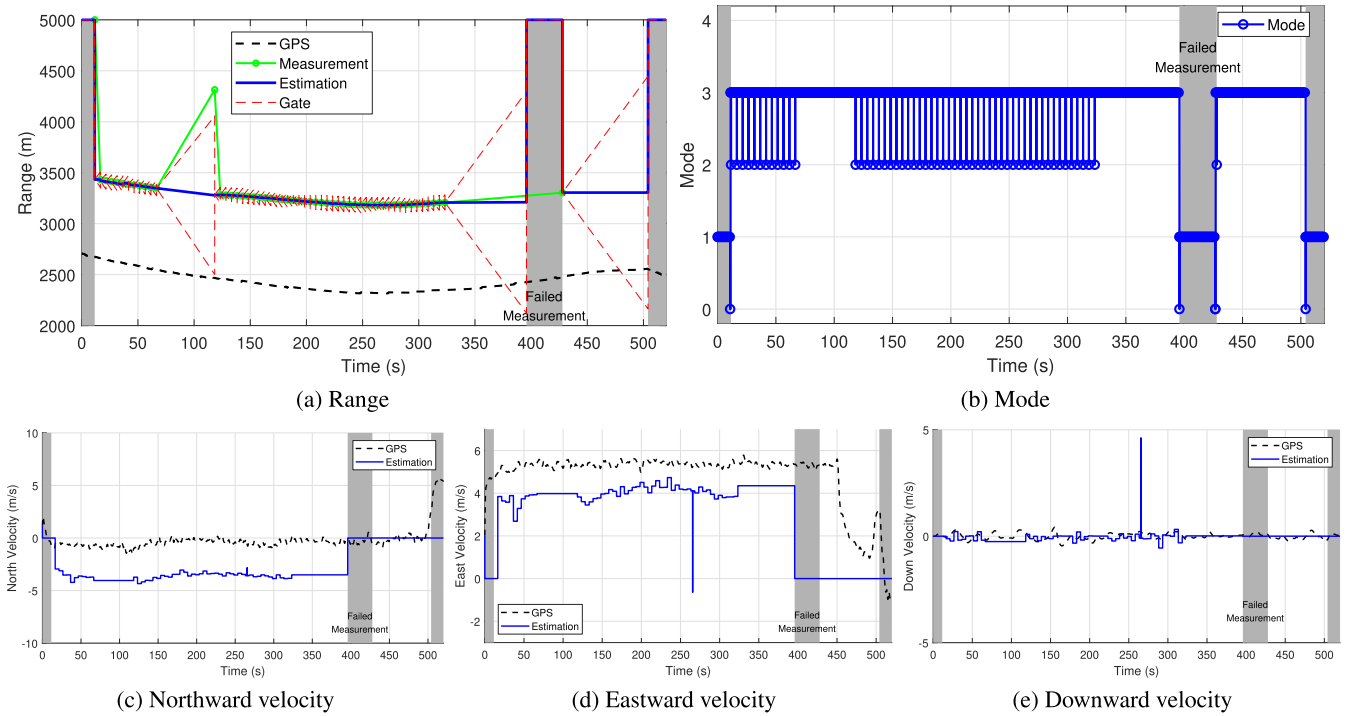 5000
4500
4000
3500
3000
2500
2000
Range (m)
GPS
Measurement
Estimation
Gate
Failed
Measurement
0 50 100 150 200 250 300 350 400 450 500
Time (s)
(a) Range
4
3
2
1
0
Mode
Mode
Failed
Measurement
0 50 100 150 200 250 300 350 400 450 500
Time (s)
(b) Mode
10
5
0
-5
-10
North Velocity (m/s)
GPS
Estimation
Failed
Measurement
0 50 100 150 200 250 300 350 400 450 500
Time (s)
(c) Northward velocity
6
4
2
0
-2
East Velocity (m/s)
GPS
Estimation
Failed
Measurement
0 50 100 150 200 250 300 350 400 450 500
Time (s)
(d) Eastward velocity
5
0
-5
Down Velocity (m/s)
GPS
Estimation
Failed
Measurement
0 50 100 150 200 250 300 350 400 450 500
Time (s)
(e) Downward velocity